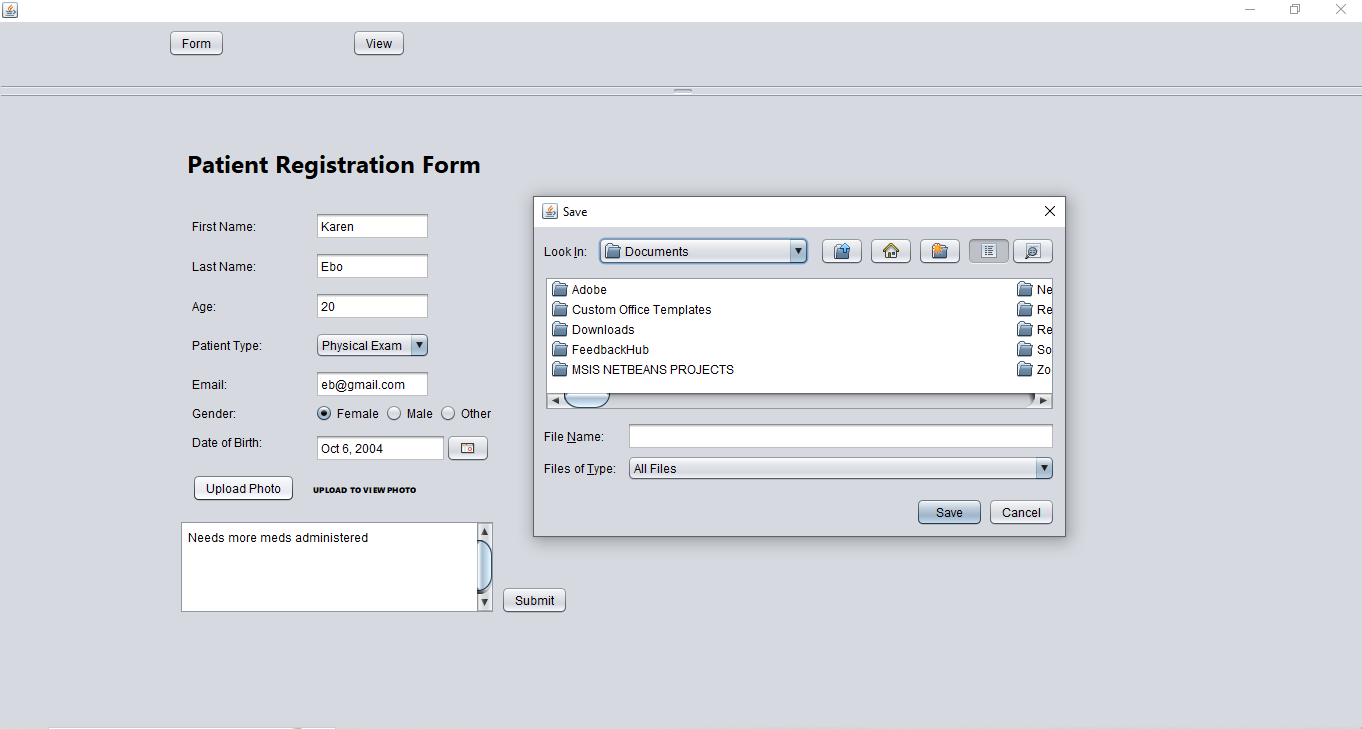 Form
View
Patient Registration Form
First Name:
Karen
Last Name:
Ebo
Age:
20
Patient Type:
Physical Exam
Email:
eb@gmail.com
Gender:
Female
Male
Other
Date of Birth:
Oct 6, 2004
Upload Photo
UPLOAD TO VIEW PHOTO
Needs more meds administered
Submit
Save
Look In:
Documents
Adobe
Custom Office Templates
Downloads
FeedbackHub
MSIS NETBEANS PROJECTS
Ne
Re
Re
So
Zo
File Name:
Files of Type:
All Files
Save
Cancel